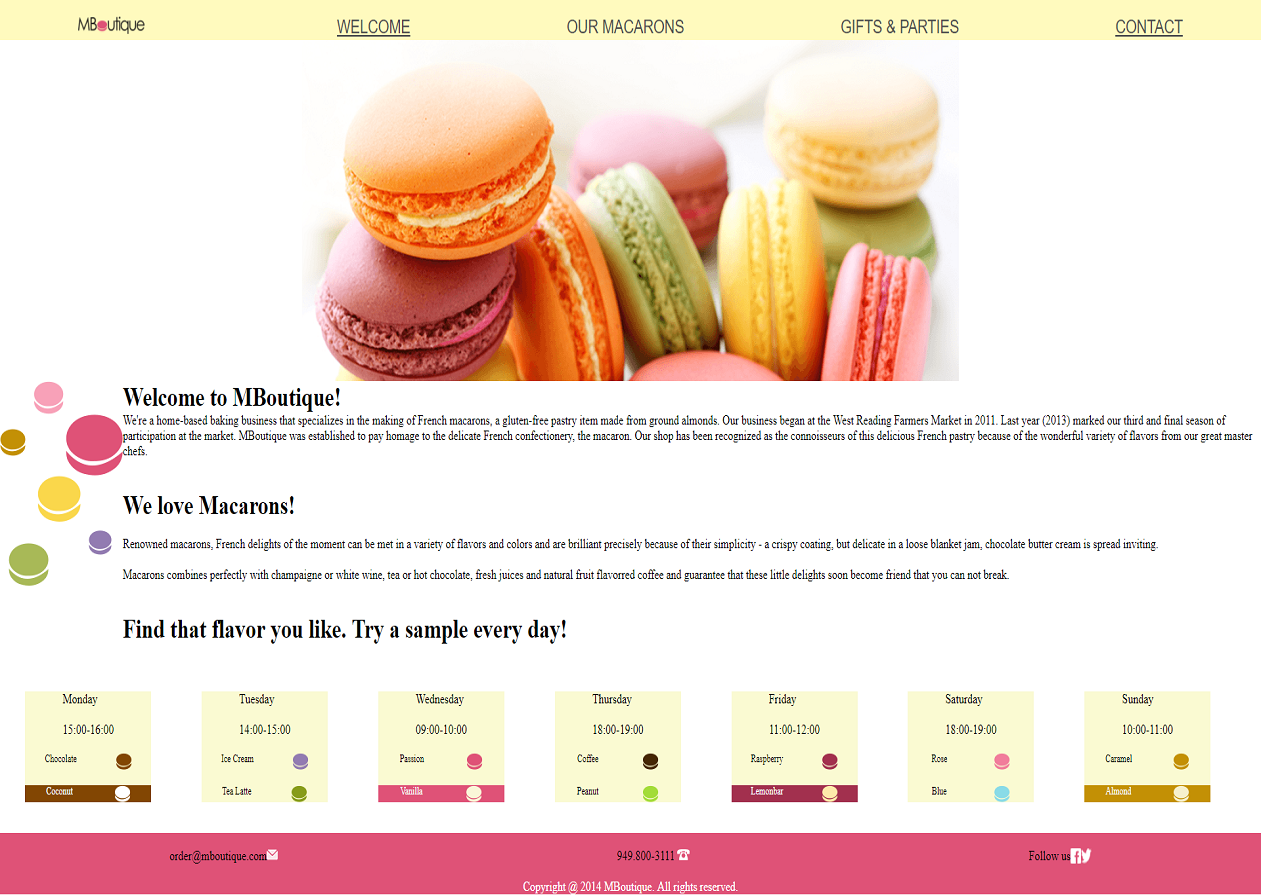 MBoutique
WELCOME
OUR MACARONS
GIFTS & PARTIES
CONTACT
Welcome to MBoutique!
We're a home-based baking business that specializes in the making of French macarons, a gluten-free pastry item made from ground almonds. Our business began at the West Reading Farmers Market in 2011. Last year (2013) marked our third and final season of
participation at the market. MBoutique was established to pay homage to the delicate French confectionery, the macaron. Our shop has been recognized as the connoisseurs of this delicious French pastry because of the wonderful variety of flavors from our great master
chefs.
We love Macarons!
Renowned macarons, French delights of the moment can be met in a variety of flavors and colors and are brilliant precisely because of their simplicity - a crispy coating, but delicate in a loose blanket jam, chocolate butter cream is spread inviting.
Macarons combines perfectly with champaigne or white wine, tea or hot chocolate, fresh juices and natural fruit flavorred coffee and guarantee that these little delights soon become friend that you can not break.
Find that flavor you like. Try a sample every day!
Monday
15:00-16:00
Chocolate
Coconut
Tuesday
14:00-15:00
Ice Cream
Tea Latte
Wednesday
09:00-10:00
Passion
Vanilla
Thursday
18:00-19:00
Coffee
Peanut
Friday
11:00-12:00
Raspberry
Lemonbar
Saturday
18:00-19:00
Rose
Blue
Sunday
10:00-11:00
Caramel
Almond
order@mboutique.com
949.800-3111
Follow us
Copyright @ 2014 MBoutique. All rights reserved.